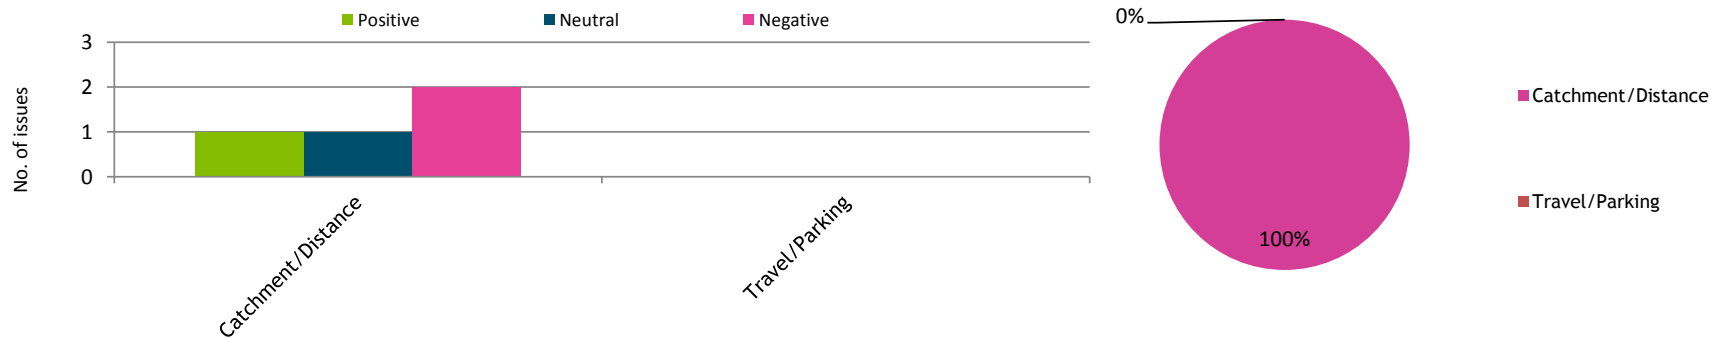 Positive
Neutral
Negative
No. of issues
3
2
1
0
Catchment/Distance
Travel/Parking
0%
100%
Catchment/Distance
Travel/Parking